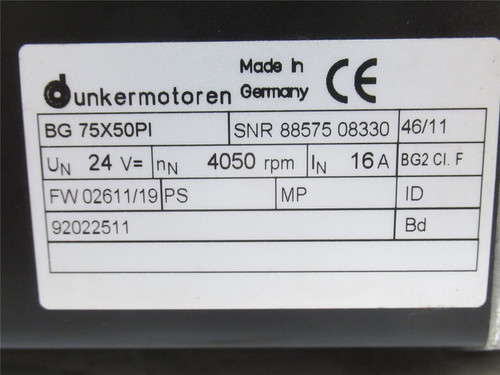 Dunkermotoren Made in Germany CE
BG 75X50PI SNR 88575 08330 46/11
UN 24 V= nN 4050 rpm IN 16 A BG2 Cl. F
FW 02611/19 PS MP ID
92022511 Bd